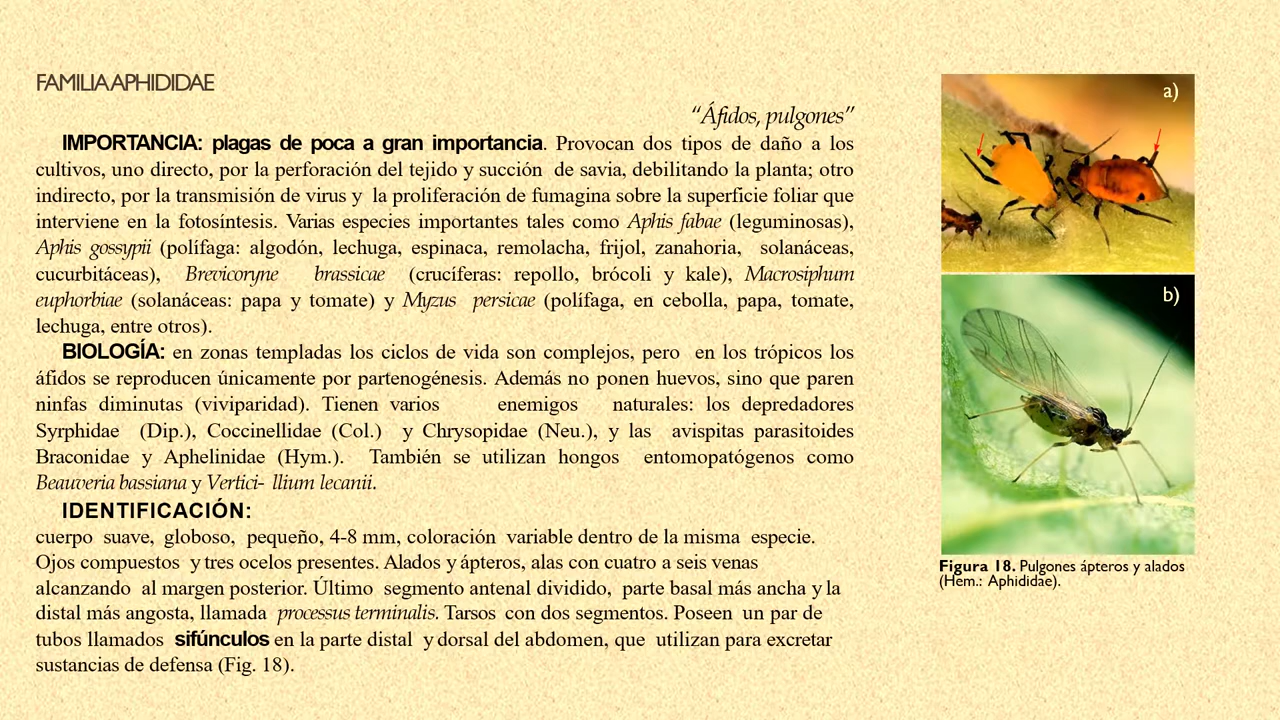 FAMILIA APHIDIDAE
“Áfidos, pulgones”
IMPORTANCIA: plagas de poca a gran importancia. Provocan dos tipos de daño a los
cultivos, uno directo, por la perforación del tejido y succión de savia, debilitando la planta; otro
indirecto, por la transmisión de virus y la proliferación de fumagina sobre la superficie foliar que
interviene en la fotosíntesis. Varias especies importantes tales como Aphis fabae (leguminosas),
Aphis gossypii (polífaga: algodón, lechuga, espinaca, remolacha, frijol, zanahoria, solanáceas,
cucurbitáceas), Brevicoryne brassicae (crucíferas: repollo, brócoli y kale), Macrosiphum
euphorbiae (solanáceas: papa y tomate) y Myzus persicae (polífaga, en cebolla, papa, tomate,
lechuga, entre otros).
BIOLOGÍA: en zonas templadas los ciclos de vida son complejos, pero en los trópicos los
áfidos se reproducen únicamente por partenogénesis. Además no ponen huevos, sino que paren
ninfas diminutas (viviparidad). Tienen varios enemigos naturales: los depredadores
Syrphidae (Dip.), Coccinellidae (Col.) y Chrysopidae (Neu.), y las avispitas parasitoides
Braconidae y Aphelinidae (Hym.). También se utilizan hongos entomopatógenos como
Beauveria bassiana y Vertici- llium lecanii.
IDENTIFICACIÓN:
cuerpo suave, globoso, pequeño, 4-8 mm, coloración variable dentro de la misma especie.
Ojos compuestos y tres ocelos presentes. Alados y ápteros, alas con cuatro a seis venas
alcanzando al margen posterior. Último segmento antenal dividido, parte basal más ancha y la
distal más angosta, llamada processus terminalis. Tarsos con dos segmentos. Poseen un par de
tubos llamados sifúnculos en la parte distal y dorsal del abdomen, que utilizan para excretar
sustancias de defensa (Fig. 18).
a)
b)
Figura 18. Pulgones ápteros y alados
(Hem.: Aphididae).